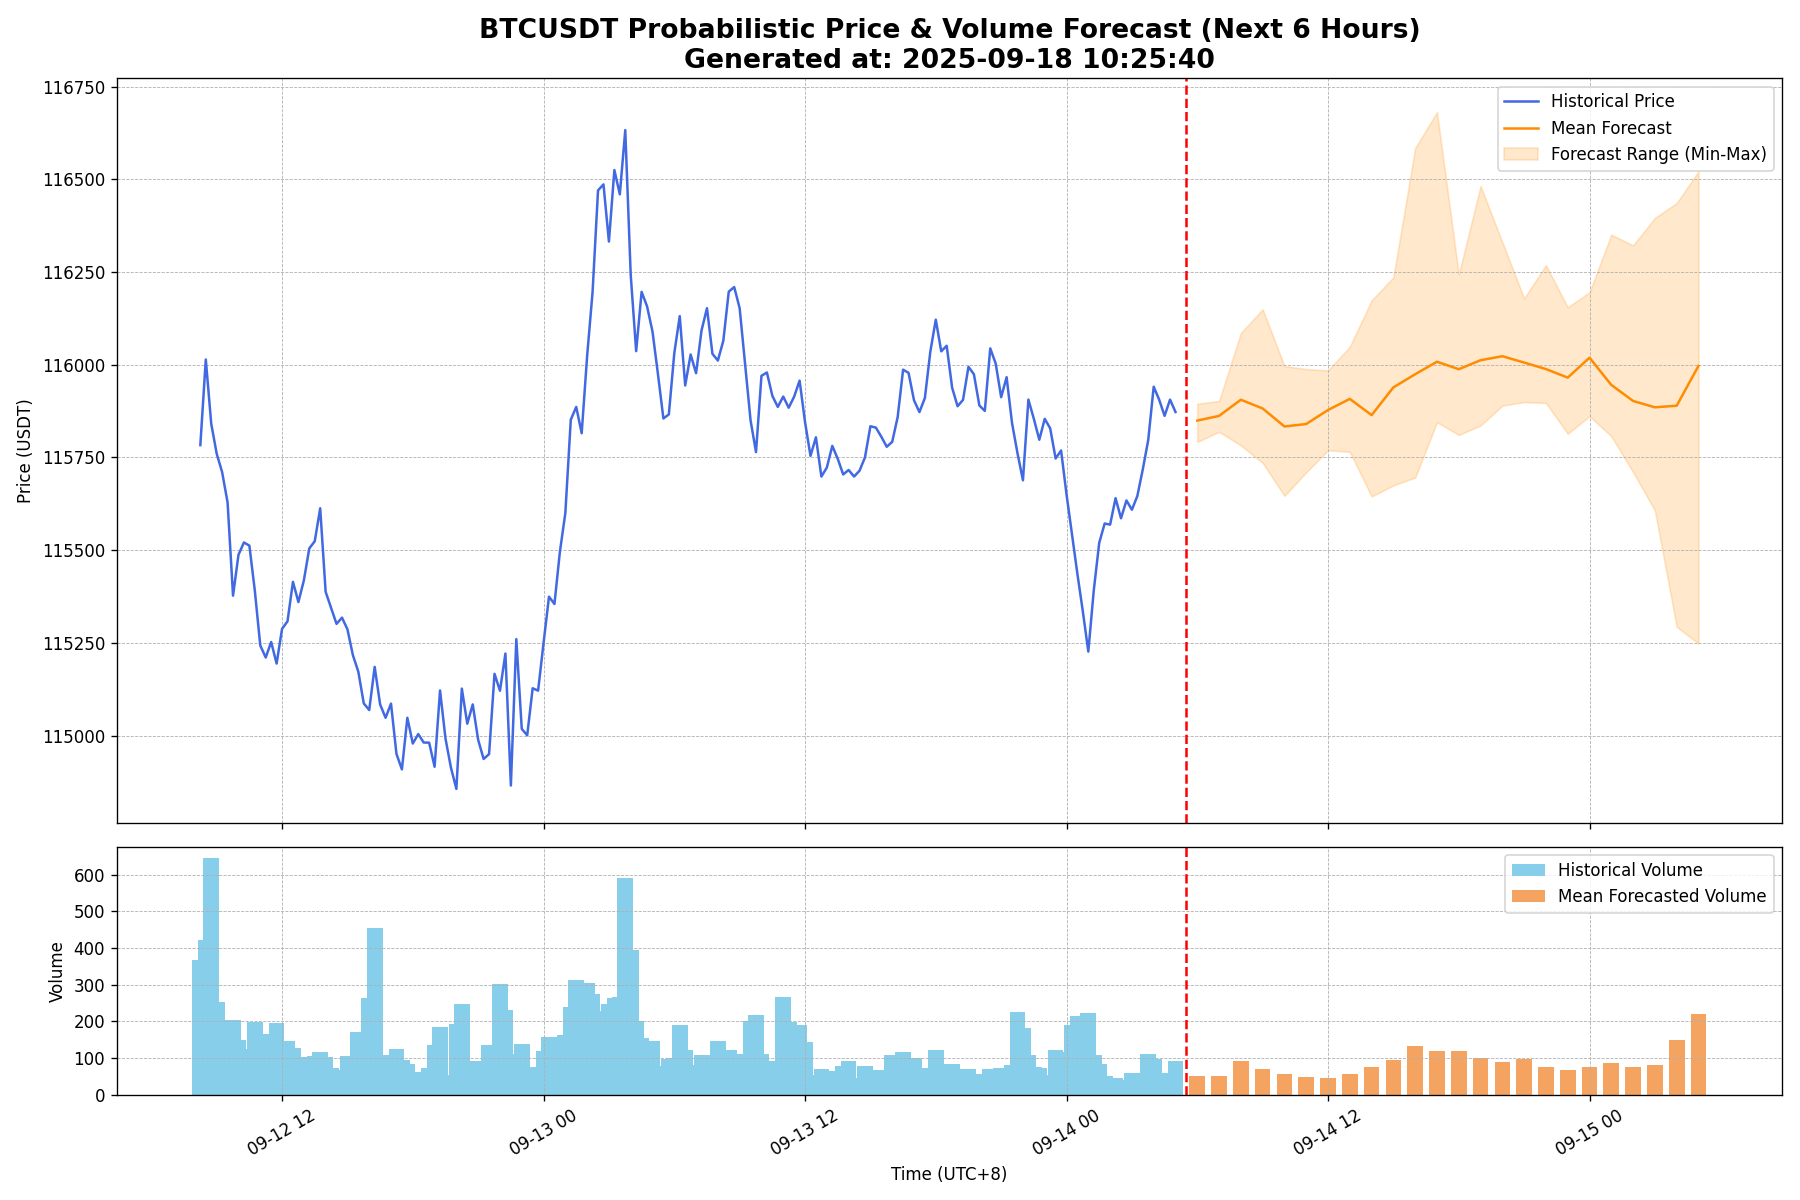 BTCUSDT Probabilistic Price & Volume Forecast (Next 6 Hours)
Generated at: 2025-09-18 10:25:40
116750
116500
116250
116000
115750
115500
115250
115000
Price (USDT)
Historical Price
Mean Forecast
Forecast Range (Min-Max)
600
500
400
300
200
100
0
Volume
Historical Volume
Mean Forecasted Volume
09-12 12
09-13 00
09-13 12
09-14 00
09-14 12
09-15 00
Time (UTC+8)